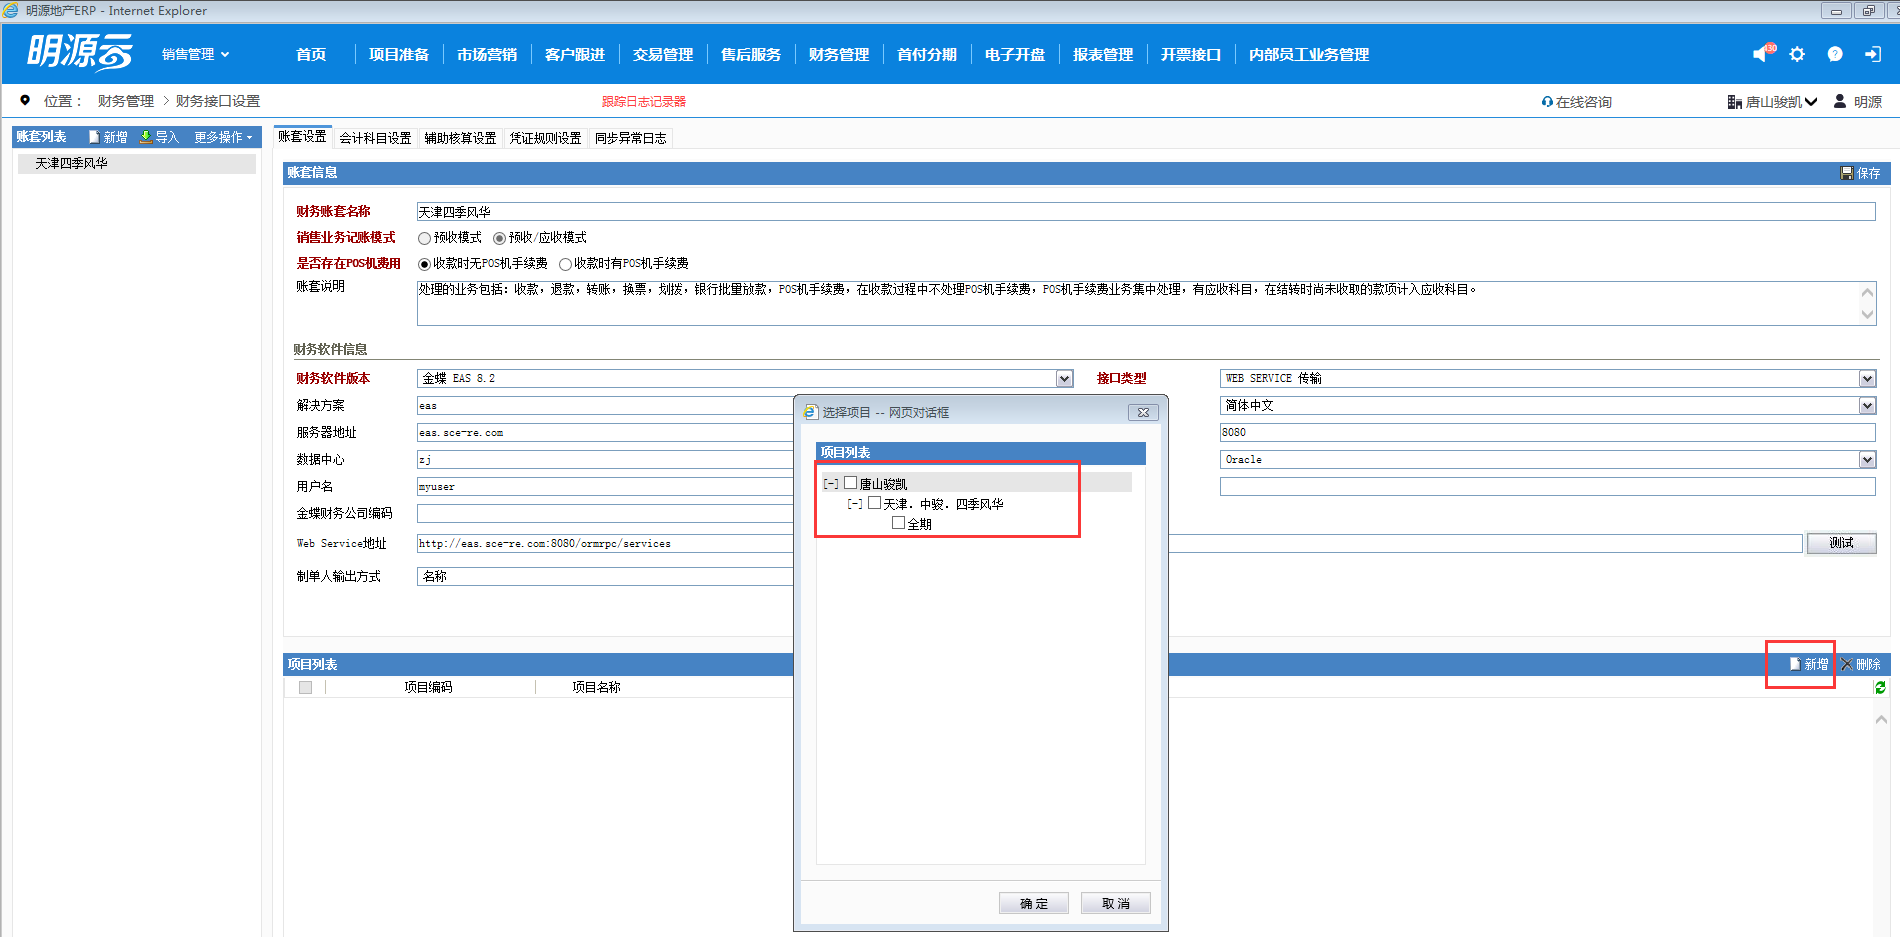 明源地产ERP - Internet Explorer
明源云 销售管理 首页 项目准备 市场营销 客户跟进 交易管理 售后服务 财务管理 首付分期 电子开盘 报表管理 开票接口 内部员工业务管理 430
位置： 财务管理 > 财务接口设置 跟踪日志记录器 在线咨询 唐山骏凯 明源
账套列表 新增 导入 更多操作
天津四季风华
账套设置 会计科目设置 辅助核算设置 凭证规则设置 同步异常日志
账套信息 保存
财务账套名称 天津四季风华
销售业务记账模式 预收模式 预收/应收模式
是否存在POS机费用 收款时无POS机手续费 收款时有POS机手续费
账套说明 处理的业务包括：收款，退款，转账，换票，划拨，银行批量放款，POS机手续费，在收款过程中不处理POS机手续费，POS机手续费业务集中处理，有应收科目，在结转时尚未收取的款项计入应收科目。
财务软件信息
财务软件版本 金蝶 EAS 8.2 接口类型 WEB SERVICE 传输
解决方案 eas 简体中文
服务器地址 eas.sce-re.com 8080
数据中心 zj Oracle
用户名 myuser
金蝶财务公司编码
Web Service地址 http://eas.sce-re.com:8080/ormrpc/services 测试
制单人输出方式 名称
选择项目 -- 网页对话框
项目列表
[-] 唐山骏凯
[-] 天津．中骏．四季风华
全期
确 定 取 消
项目列表 新增 删除
项目编码 项目名称